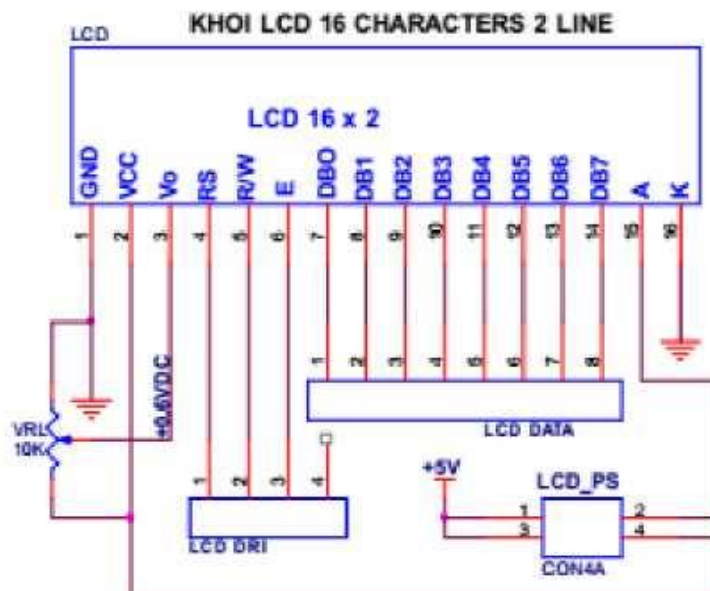 KHOI LCD 16 CHARACTERS 2 LINE
LCD
LCD 16 x 2
GND VCC Vo RS R/W E DB0 DB1 DB2 DB3 DB4 DB5 DB6 DB7 A K
1 2 3 4 5 6 7 8 9 10 11 12 13 14 15 16
1 2 3 4 5 6 7 8
LCD DATA
±0.6VDC
VRL
10K
1 2 3 4
LCD DRI
+5V
LCD_PS
1 2
3 4
CON4A